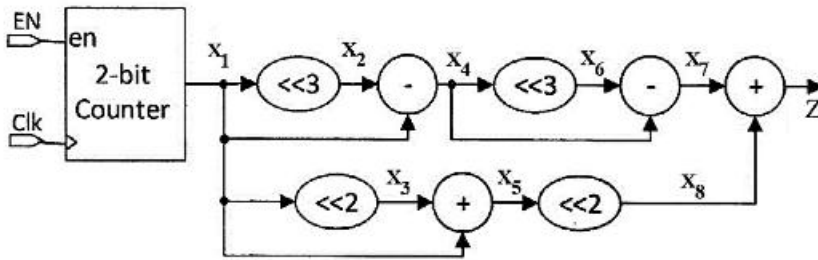 EN
en
2-bit
Counter
Clk
X1
<<3
X2
-
X4
<<3
X6
-
X7
+
Z
<<2
X3
+
X5
<<2
X8